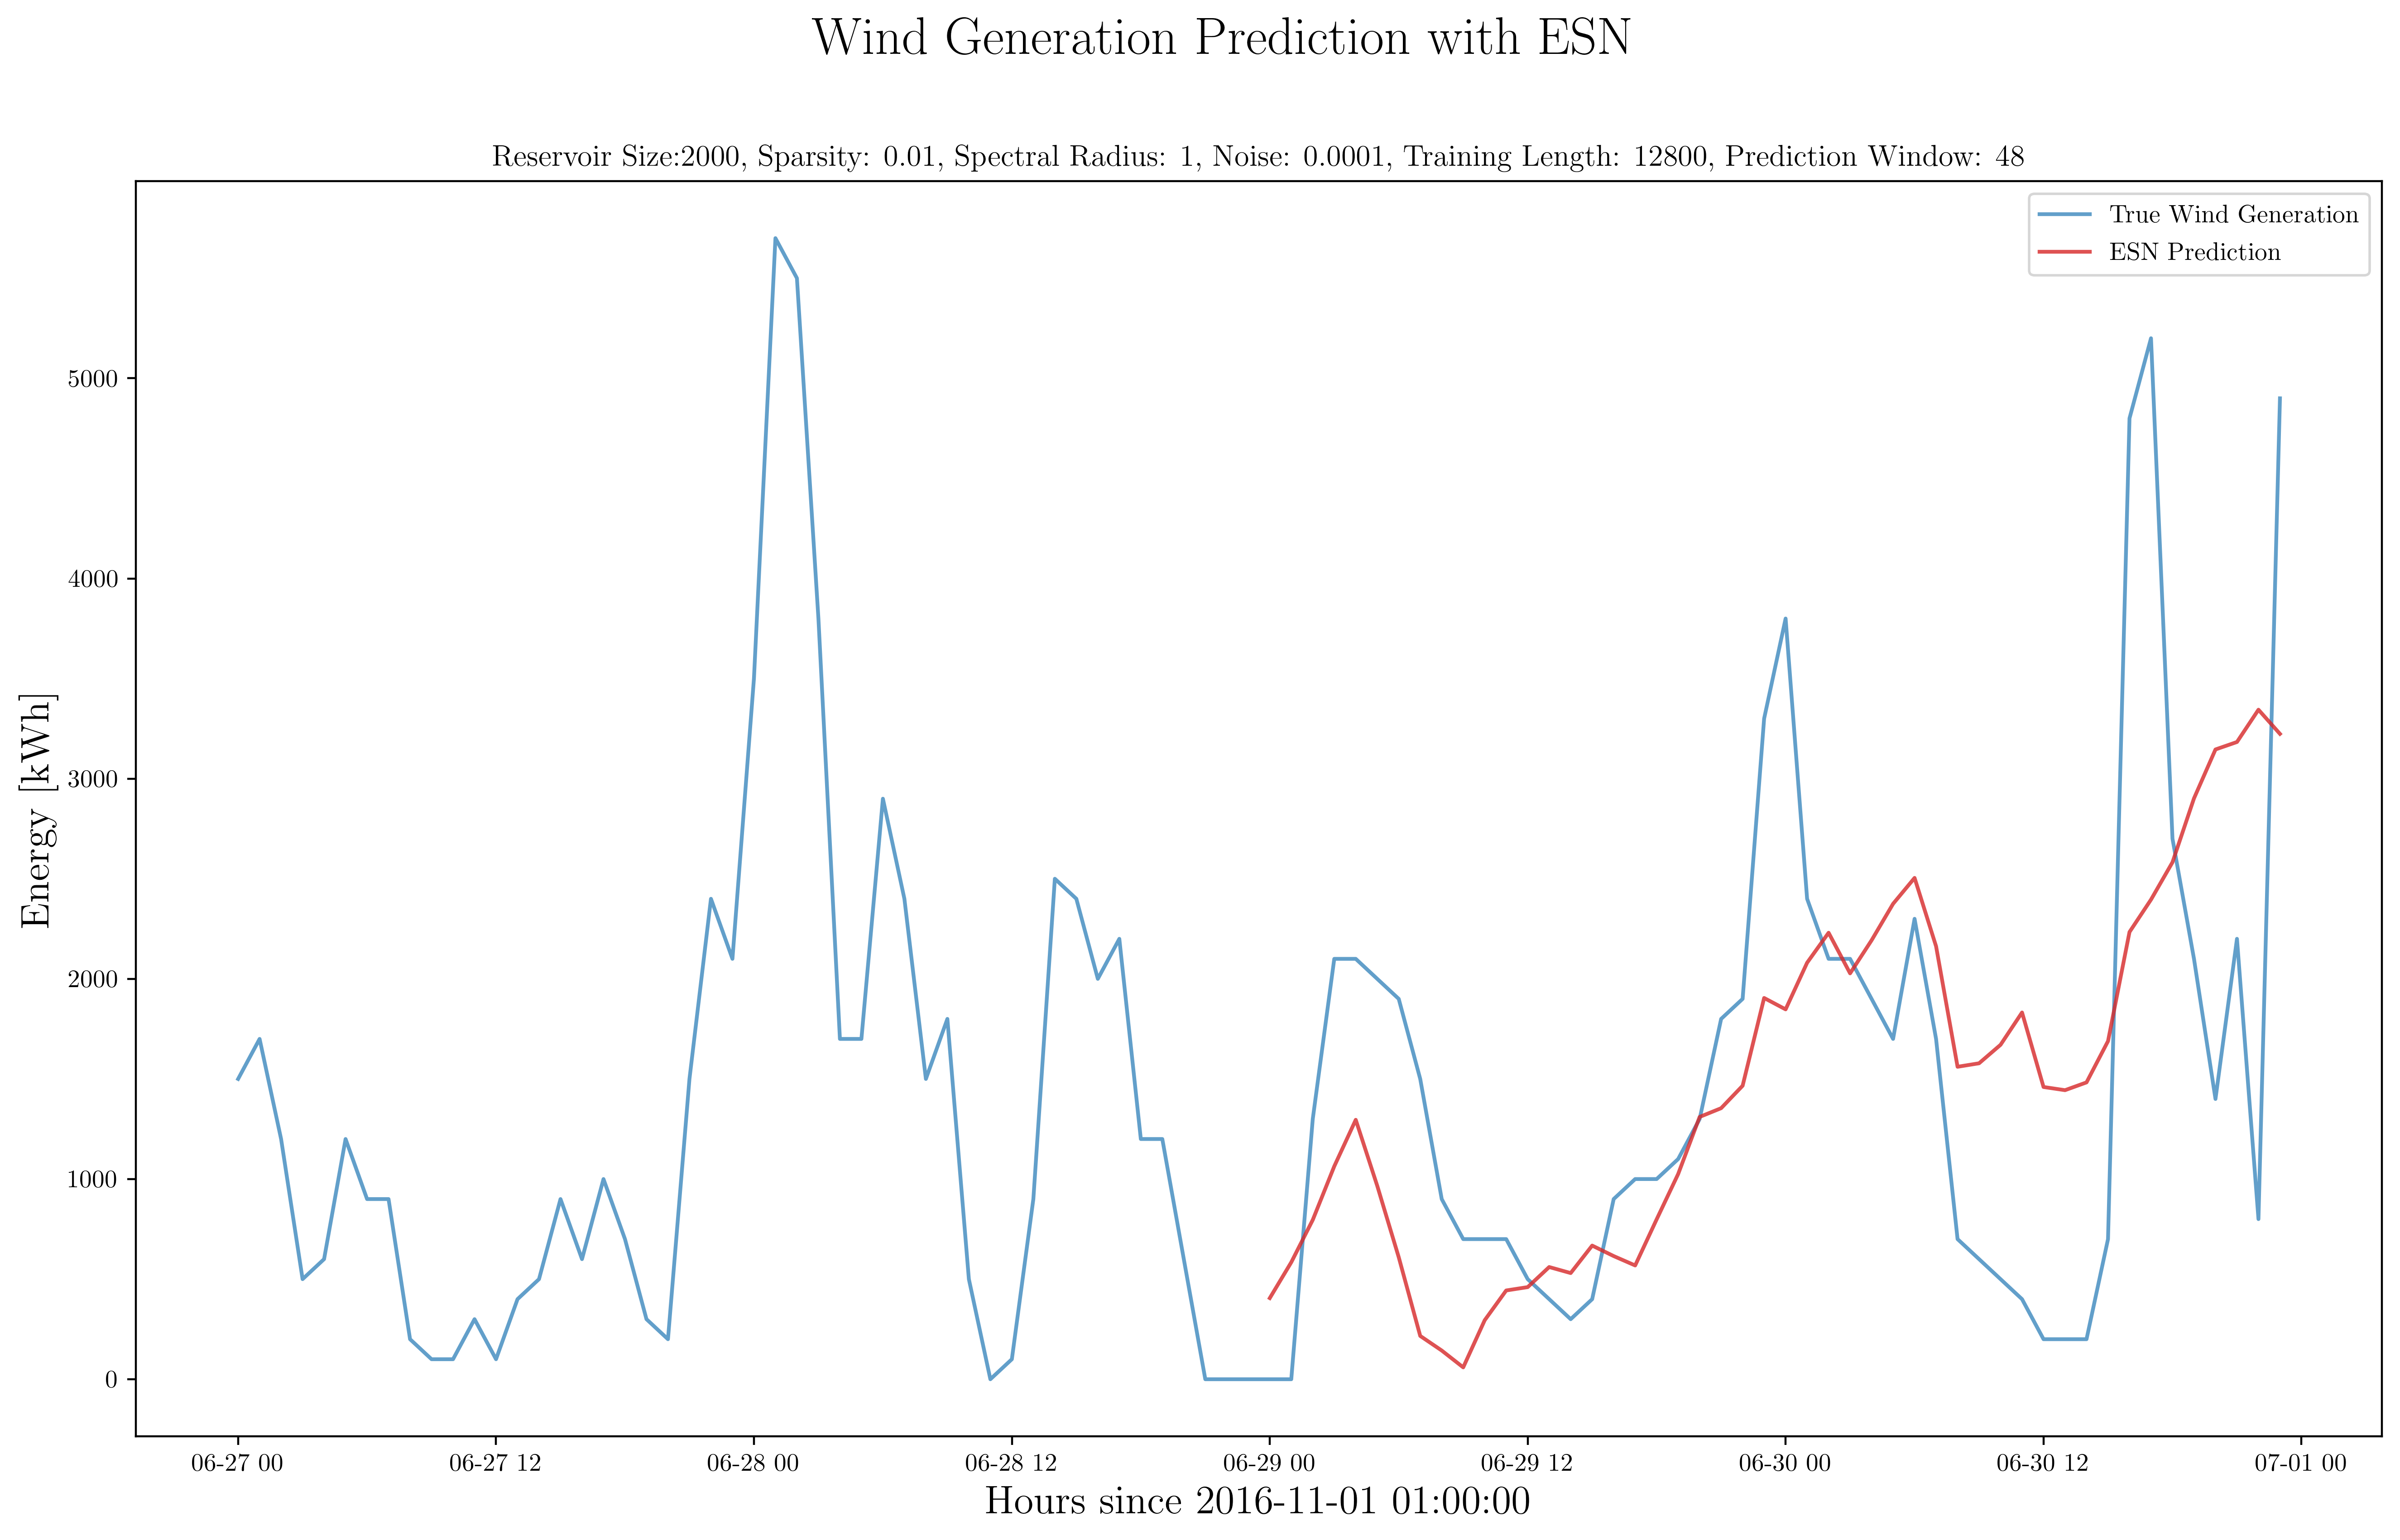 Wind Generation Prediction with ESN
Reservoir Size:2000, Sparsity: 0.01, Spectral Radius: 1, Noise: 0.0001, Training Length: 12800, Prediction Window: 48
True Wind Generation
ESN Prediction
Energy [kWh]
5000
4000
3000
2000
1000
0
06-27 00
06-27 12
06-28 00
06-28 12
06-29 00
06-29 12
06-30 00
06-30 12
07-01 00
Hours since 2016-11-01 01:00:00